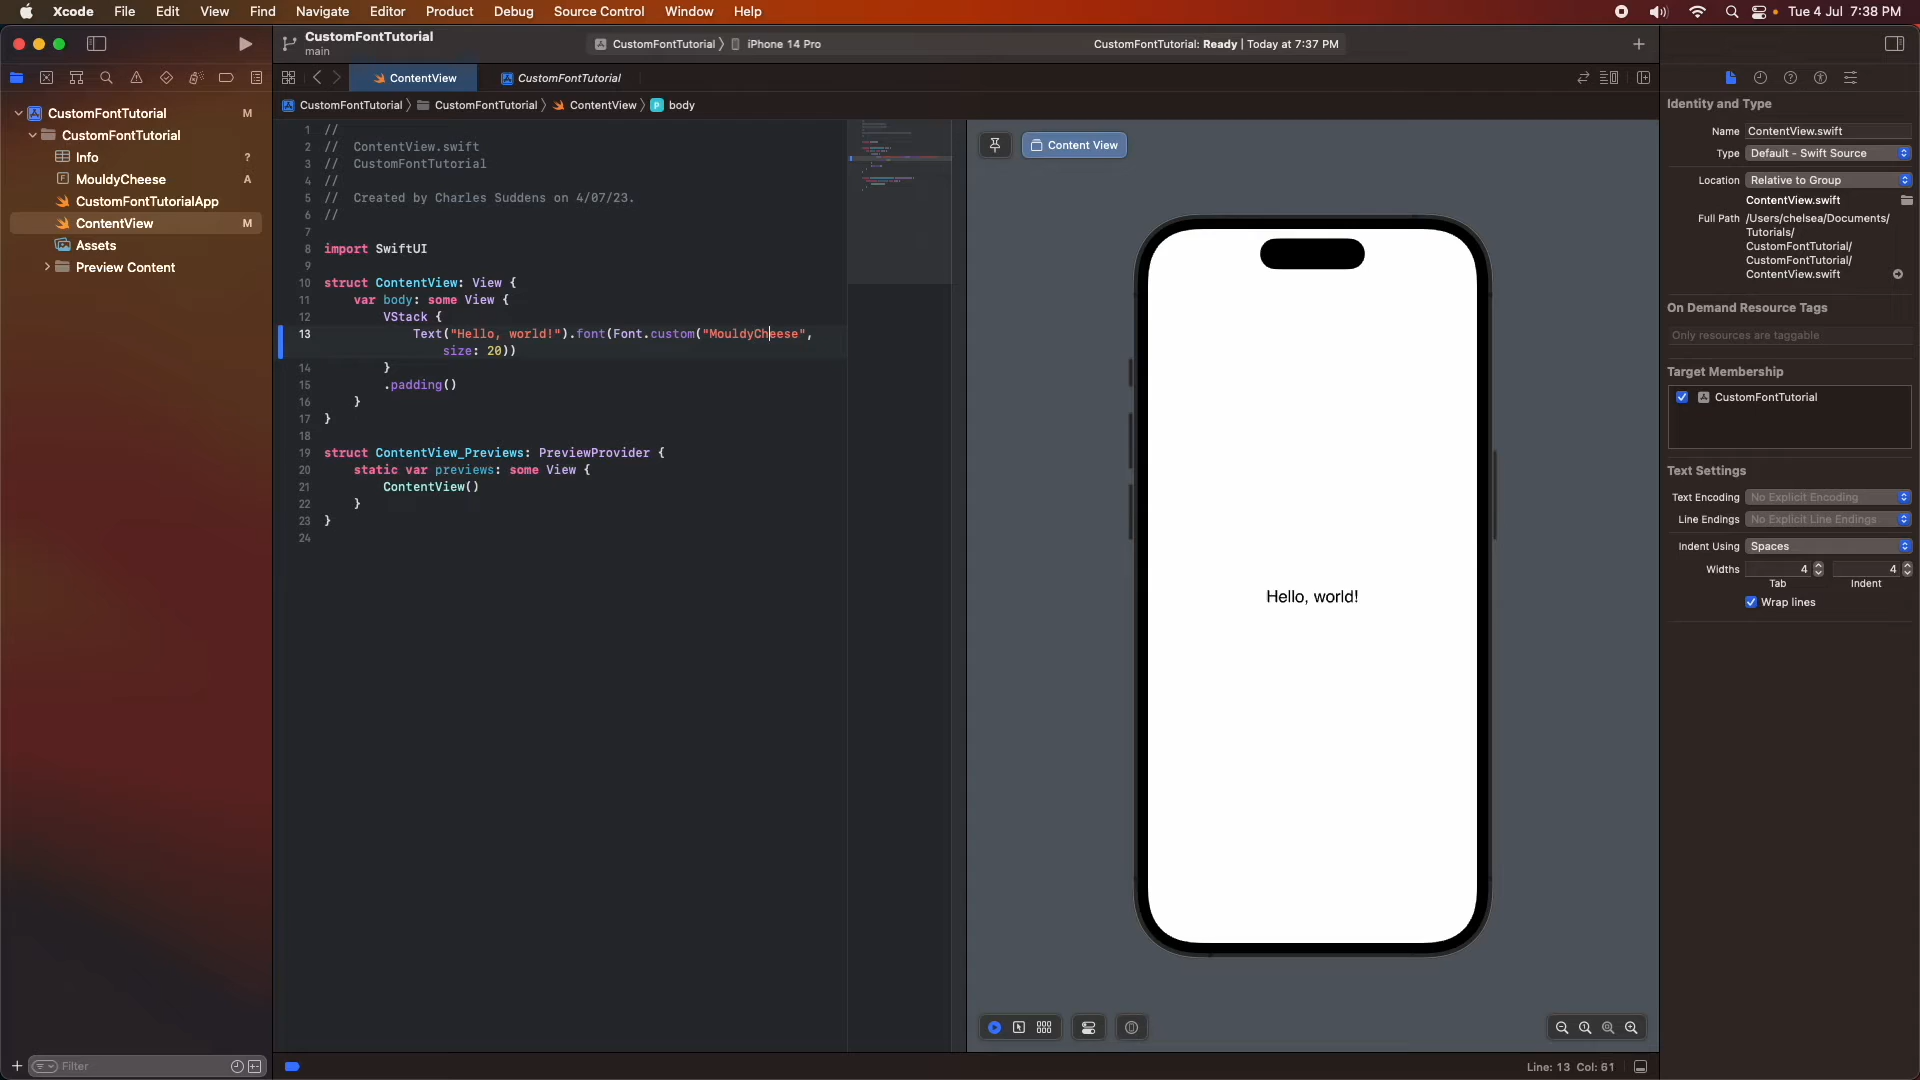 Xcode File Edit View Find Navigate Editor Product Debug Source Control Window Help Tue 4 Jul 7:38 PM
CustomFontTutorial
main
CustomFontTutorial iPhone 14 Pro
CustomFontTutorial: Ready | Today at 7:37 PM
ContentView
CustomFontTutorial
CustomFontTutorial CustomFontTutorial ContentView P body
CustomFontTutorial M
CustomFontTutorial
Info ?
MouldyCheese A
CustomFontTutorialApp
ContentView M
Assets
Preview Content
Filter
1 //
2 //  ContentView.swift
3 //  CustomFontTutorial
4 //
5 //  Created by Charles Suddens on 4/07/23.
6 //
7
8 import SwiftUI
9
10 struct ContentView: View {
11     var body: some View {
12         VStack {
13             Text("Hello, world!").font(Font.custom("MouldyCheese",
                size: 20))
14         }
15         .padding()
16     }
17 }
18
19 struct ContentView_Previews: PreviewProvider {
20     static var previews: some View {
21         ContentView()
22     }
23 }
24
Content View
Hello, world!
Line: 13 Col: 61
Identity and Type
Name ContentView.swift
Type Default - Swift Source
Location Relative to Group
ContentView.swift
Full Path /Users/chelsea/Documents/
Tutorials/
CustomFontTutorial/
CustomFontTutorial/
ContentView.swift
On Demand Resource Tags
Only resources are taggable
Target Membership
CustomFontTutorial
Text Settings
Text Encoding No Explicit Encoding
Line Endings No Explicit Line Endings
Indent Using Spaces
Widths 4 4
Tab Indent
Wrap lines